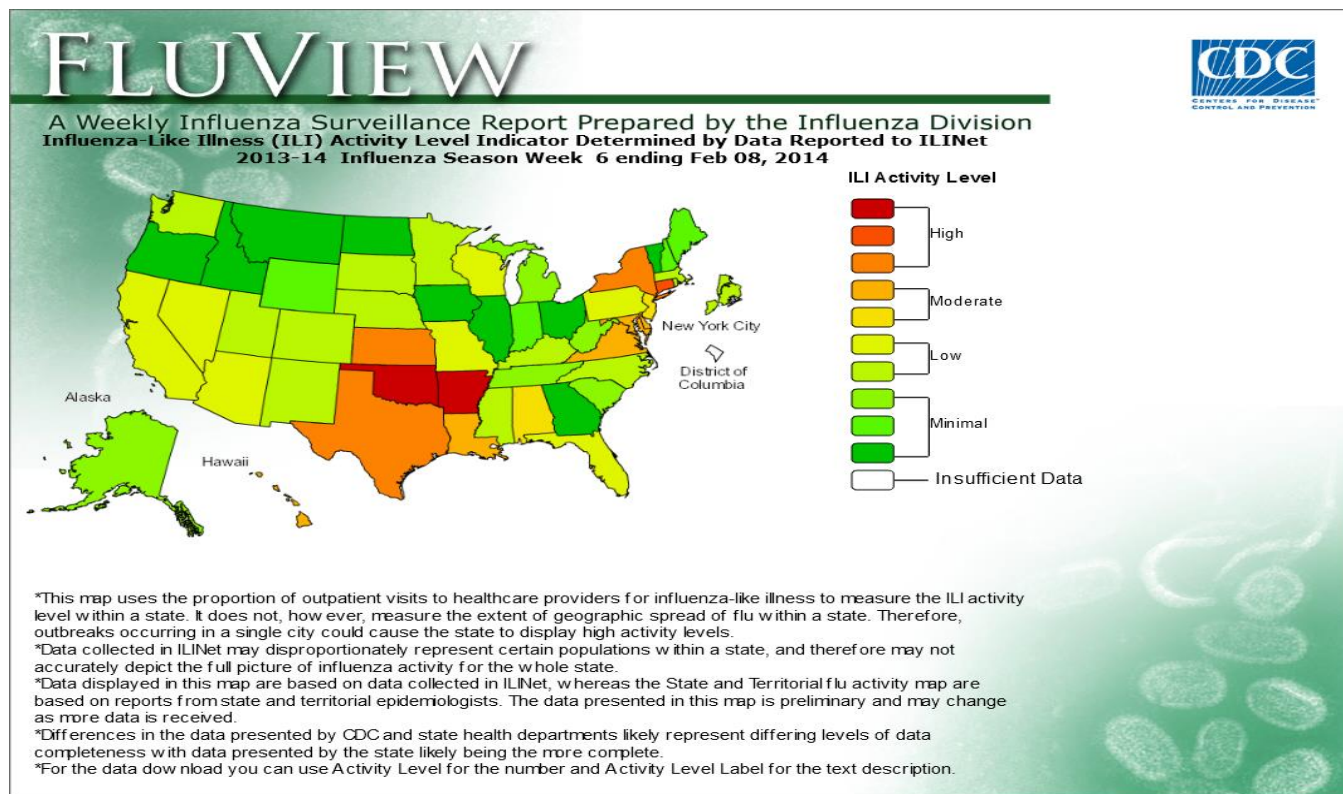 FLUVIEW
CDC
CENTERS FOR DISEASE™
CONTROL AND PREVENTION
A Weekly Influenza Surveillance Report Prepared by the Influenza Division
Influenza-Like Illness (ILI) Activity Level Indicator Determined by Data Reported to ILINet
2013-14 Influenza Season Week 6 ending Feb 08, 2014
ILI Activity Level
High
Moderate
Low
Minimal
Insufficient Data
New York City
District of
Columbia
Alaska
Hawaii
*This map uses the proportion of outpatient visits to healthcare providers for influenza-like illness to measure the ILI activity
level within a state. It does not, however, measure the extent of geographic spread of flu within a state. Therefore,
outbreaks occurring in a single city could cause the state to display high activity levels.
*Data collected in ILINet may disproportionately represent certain populations within a state, and therefore may not
accurately depict the full picture of influenza activity for the whole state.
*Data displayed in this map are based on data collected in ILINet, whereas the State and Territorial flu activity map are
based on reports from state and territorial epidemiologists. The data presented in this map is preliminary and may change
as more data is received.
*Differences in the data presented by CDC and state health departments likely represent differing levels of data
completeness with data presented by the state likely being the more complete.
*For the data download you can use Activity Level for the number and Activity Level Label for the text description.